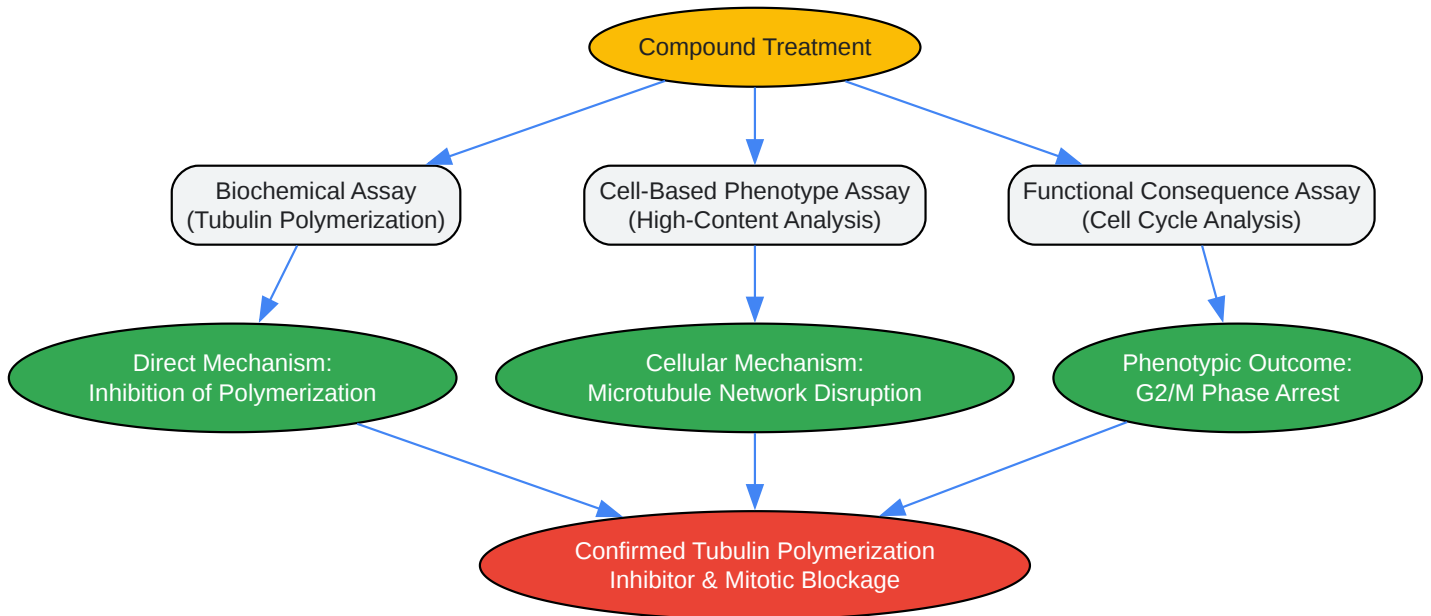 Compound Treatment
Biochemical Assay
(Tubulin Polymerization)
Cell-Based Phenotype Assay
(High-Content Analysis)
Functional Consequence Assay
(Cell Cycle Analysis)
Direct Mechanism:
Inhibition of Polymerization
Cellular Mechanism:
Microtubule Network Disruption
Phenotypic Outcome:
G2/M Phase Arrest
Confirmed Tubulin Polymerization
Inhibitor & Mitotic Blockage